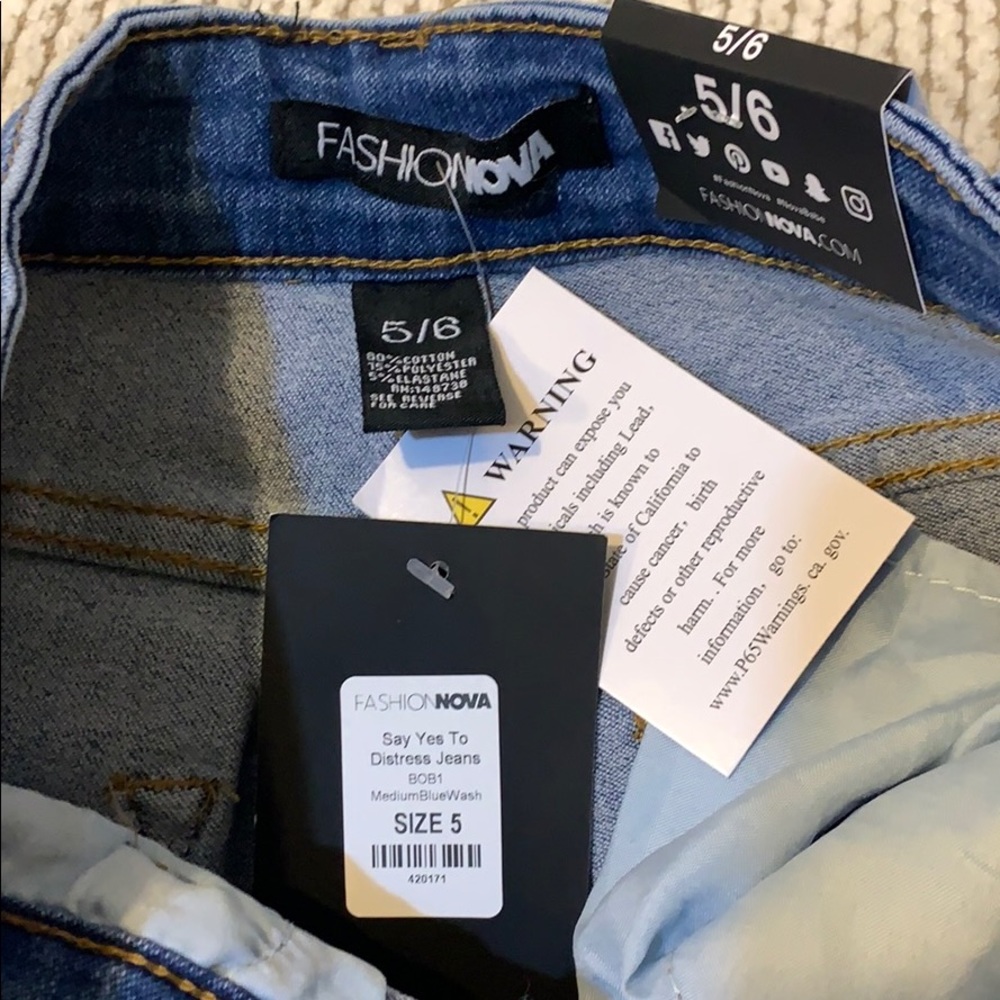 FASHIONNOVA
5/6
5/6
#FashionNova #NovaBabe
FASHIONNOVA.COM
5/6
80%COTTON
15%POLYESTER
5%ELASTANE
RN:148738
SEE REVERSE
FOR CARE
WARNING
product can expose you
icals including Lead,
h is known to
ate of California to
cause cancer, birth
defects or other reproductive
harm. . For more
information, go to:
www.P65Warnings. ca. gov.
FASHIONNOVA
Say Yes To
Distress Jeans
BOB1
MediumBlueWash
SIZE 5
420171